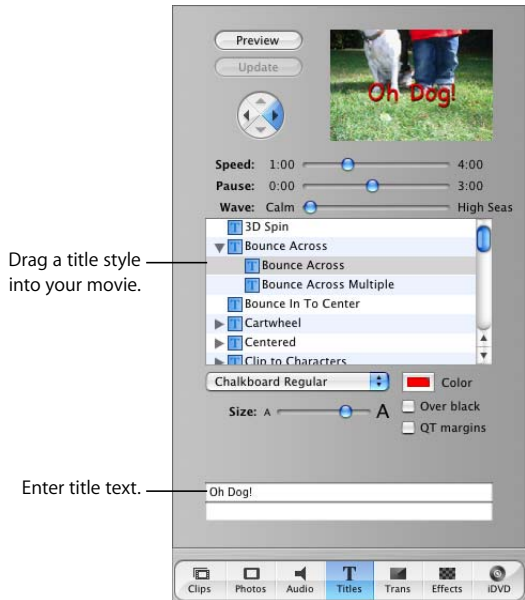 Preview
Update
Oh Dog!
Speed: 1:00 4:00
Pause: 0:00 3:00
Wave: Calm High Seas
T 3D Spin
T Bounce Across
T Bounce Across
T Bounce Across Multiple
T Bounce In To Center
T Cartwheel
T Centered
T Clip to Characters
Drag a title style
into your movie.
Chalkboard Regular Color
Size: A A Over black
QT margins
Enter title text.
Oh Dog!
T
Clips Photos Audio Titles Trans Effects iDVD